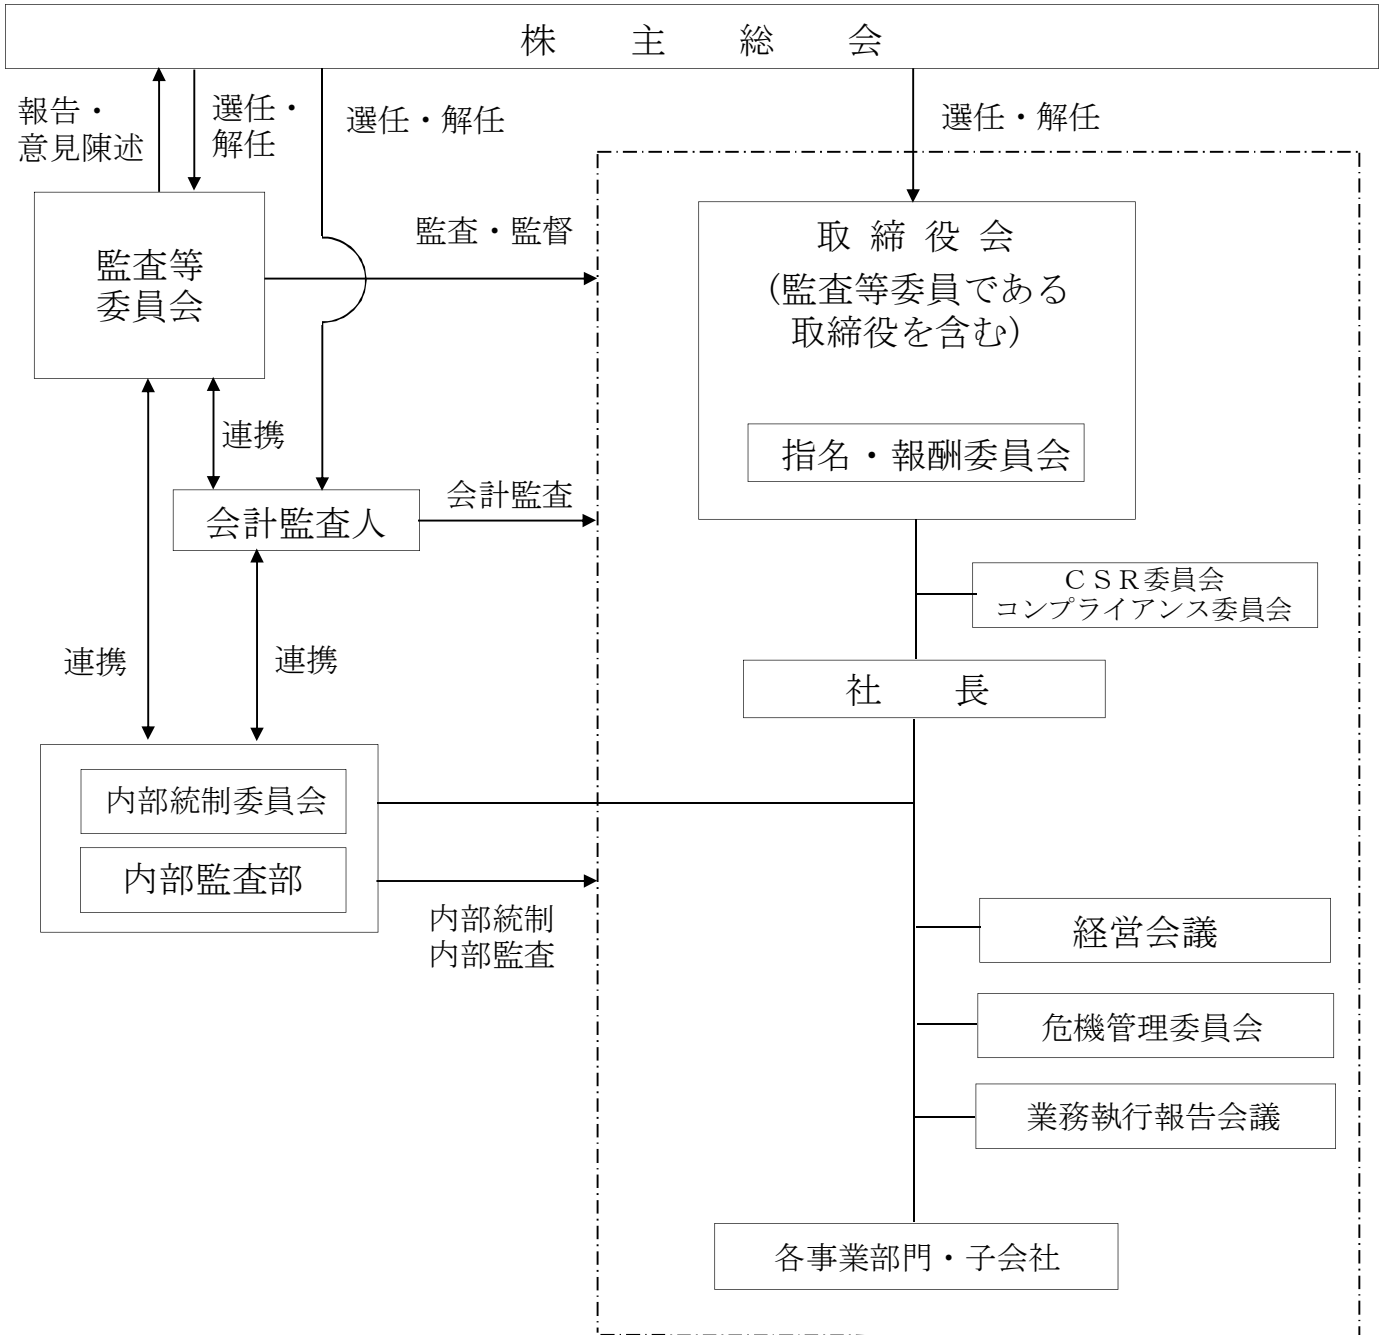 株主総会
報告・
意見陳述
選任・
解任
選任・解任
選任・解任
監査等
委員会
監査・監督
取締役会
(監査等委員である
取締役を含む)
指名・報酬委員会
連携
会計監査人
会計監査
CSR委員会
コンプライアンス委員会
連携
連携
社長
内部統制委員会
内部監査部
内部統制
内部監査
経営会議
危機管理委員会
業務執行報告会議
各事業部門・子会社